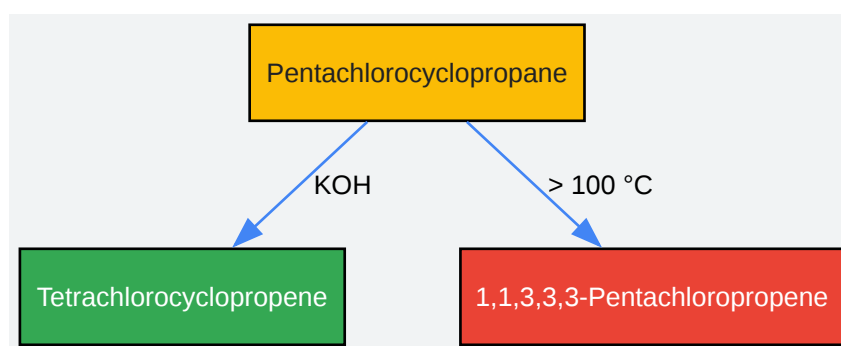 Pentachlorocyclopropane
KOH
> 100 °C
Tetrachlorocyclopropene
1,1,3,3,3-Pentachloropropene